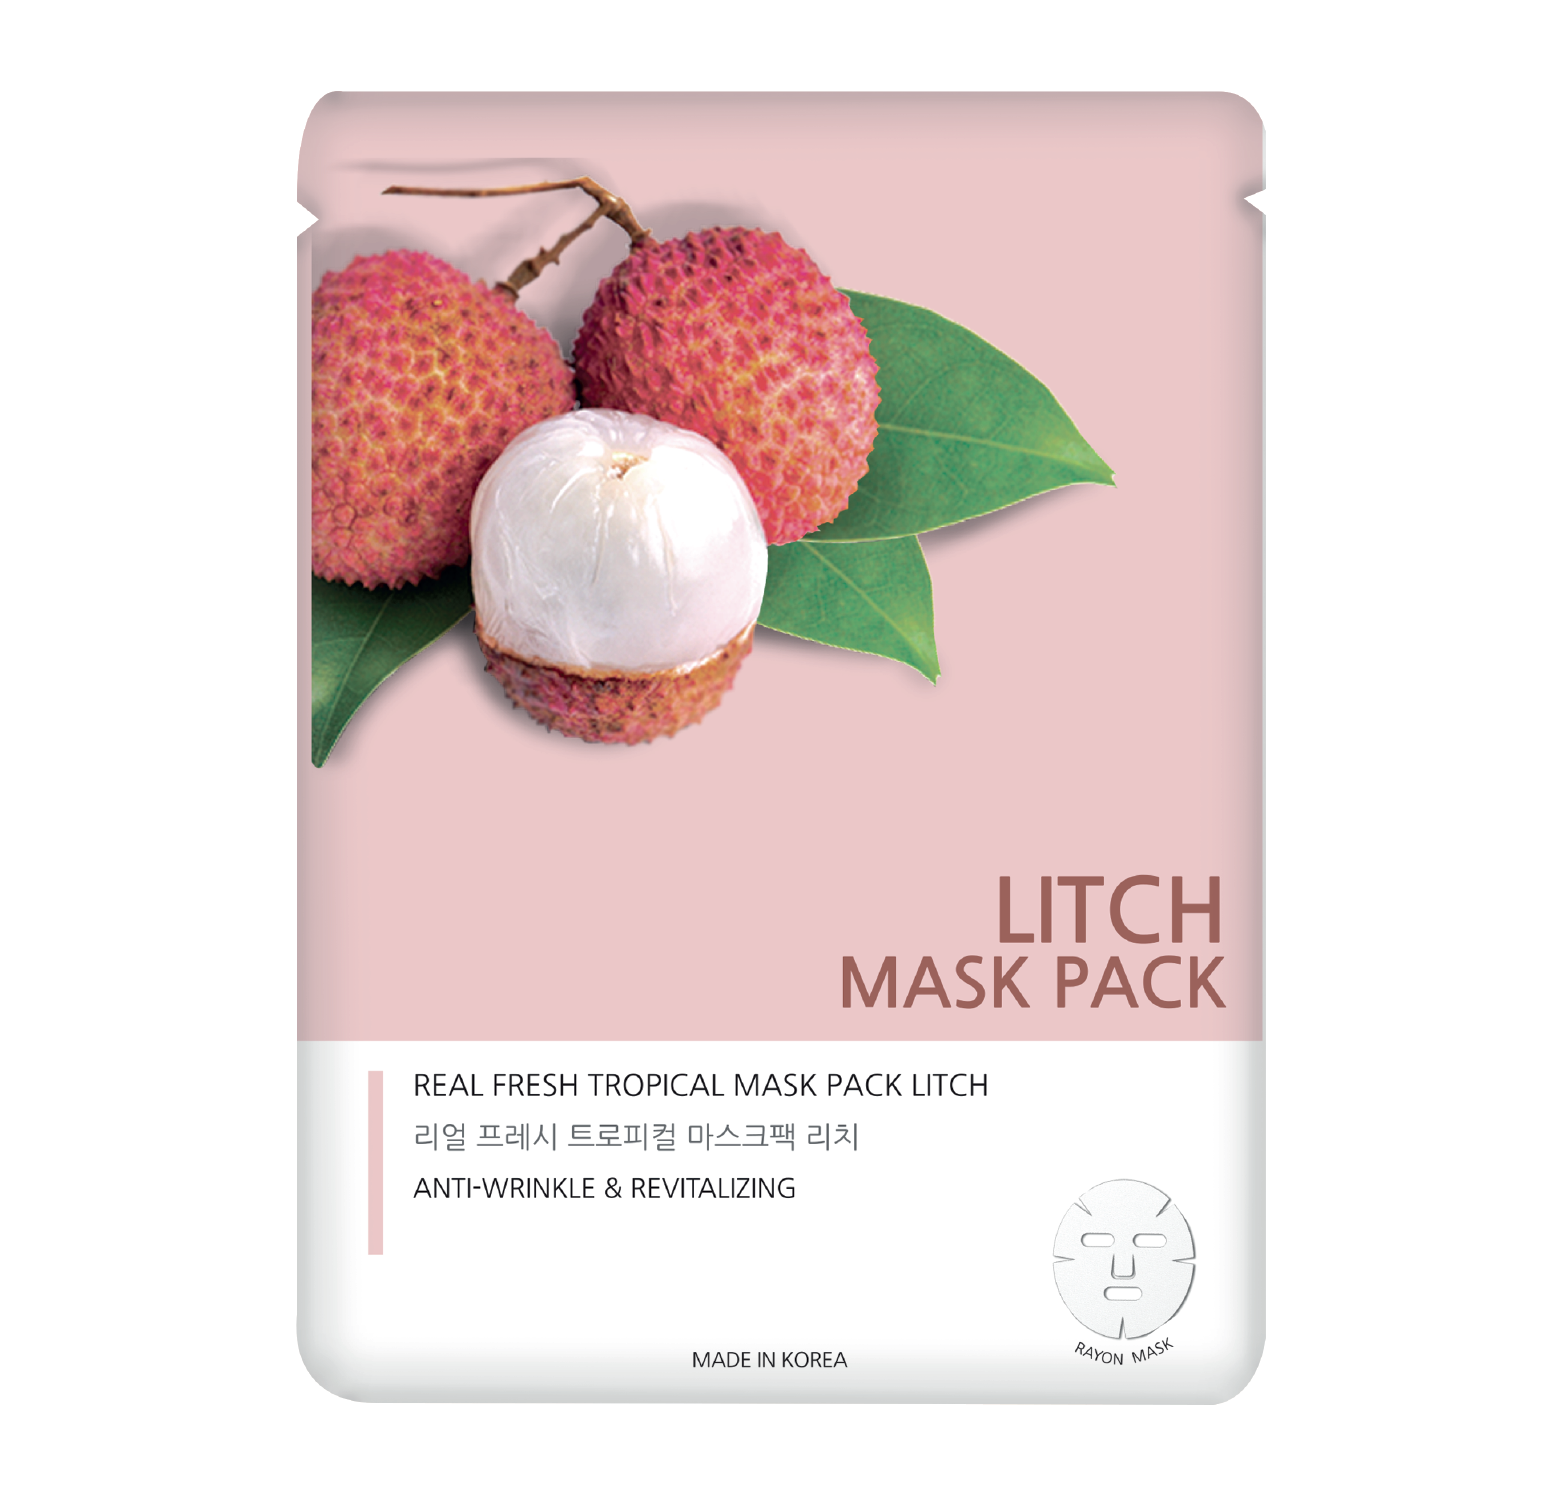 LITCH
MASK PACK
REAL FRESH TROPICAL MASK PACK LITCH
리얼 프레시 트로피컬 마스크팩 리치
ANTI-WRINKLE & REVITALIZING
RAYON MASK
MADE IN KOREA